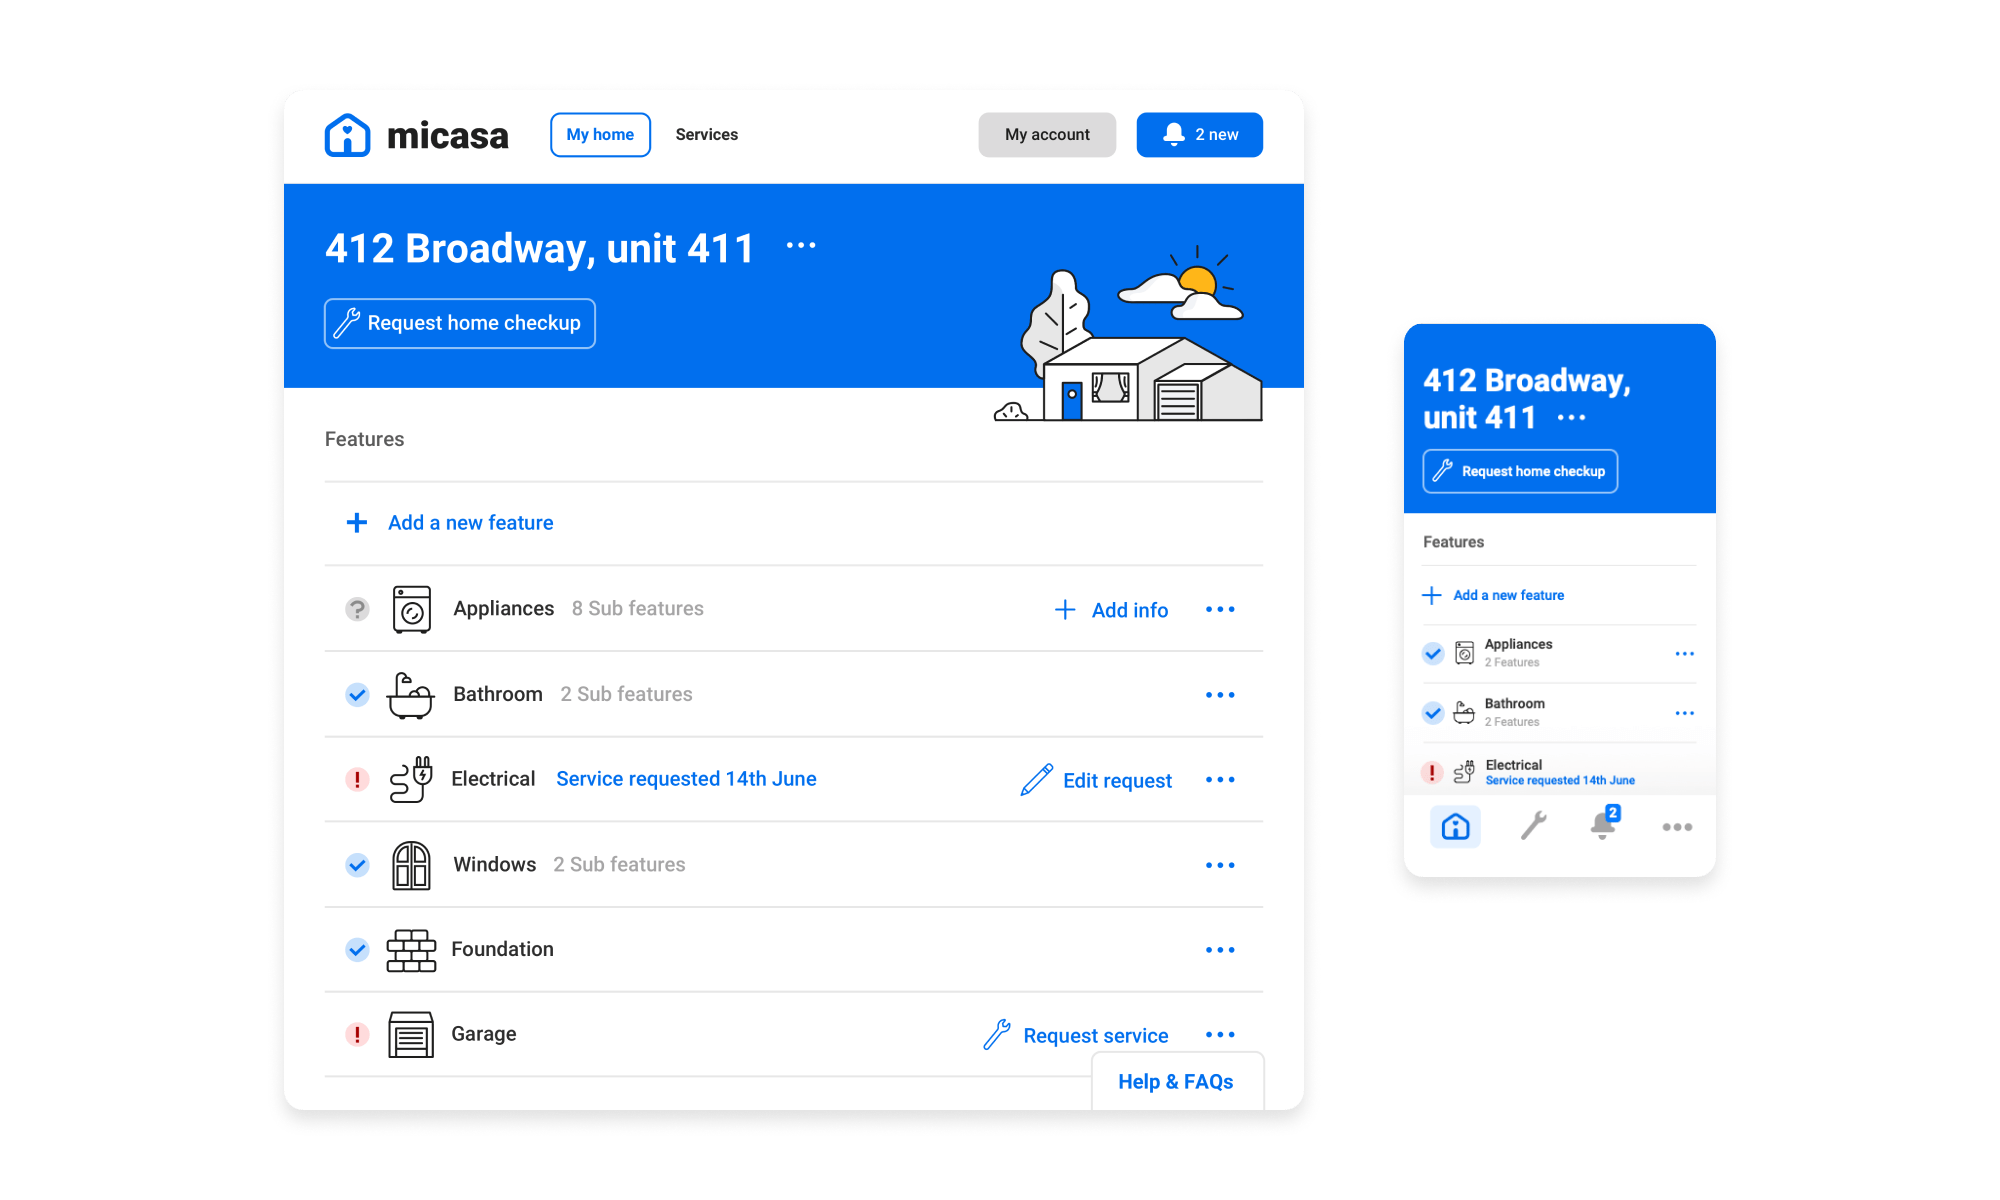 micasa My home Services My account 2 new
412 Broadway, unit 411
Request home checkup
Features
Add a new feature
Appliances 8 Sub features Add info
Bathroom 2 Sub features
Electrical Service requested 14th June Edit request
Windows 2 Sub features
Foundation
Garage Request service
Help & FAQs
412 Broadway,
unit 411
Request home checkup
Features
Add a new feature
Appliances
2 Features
Bathroom
2 Features
Electrical
Service requested 14th June
2